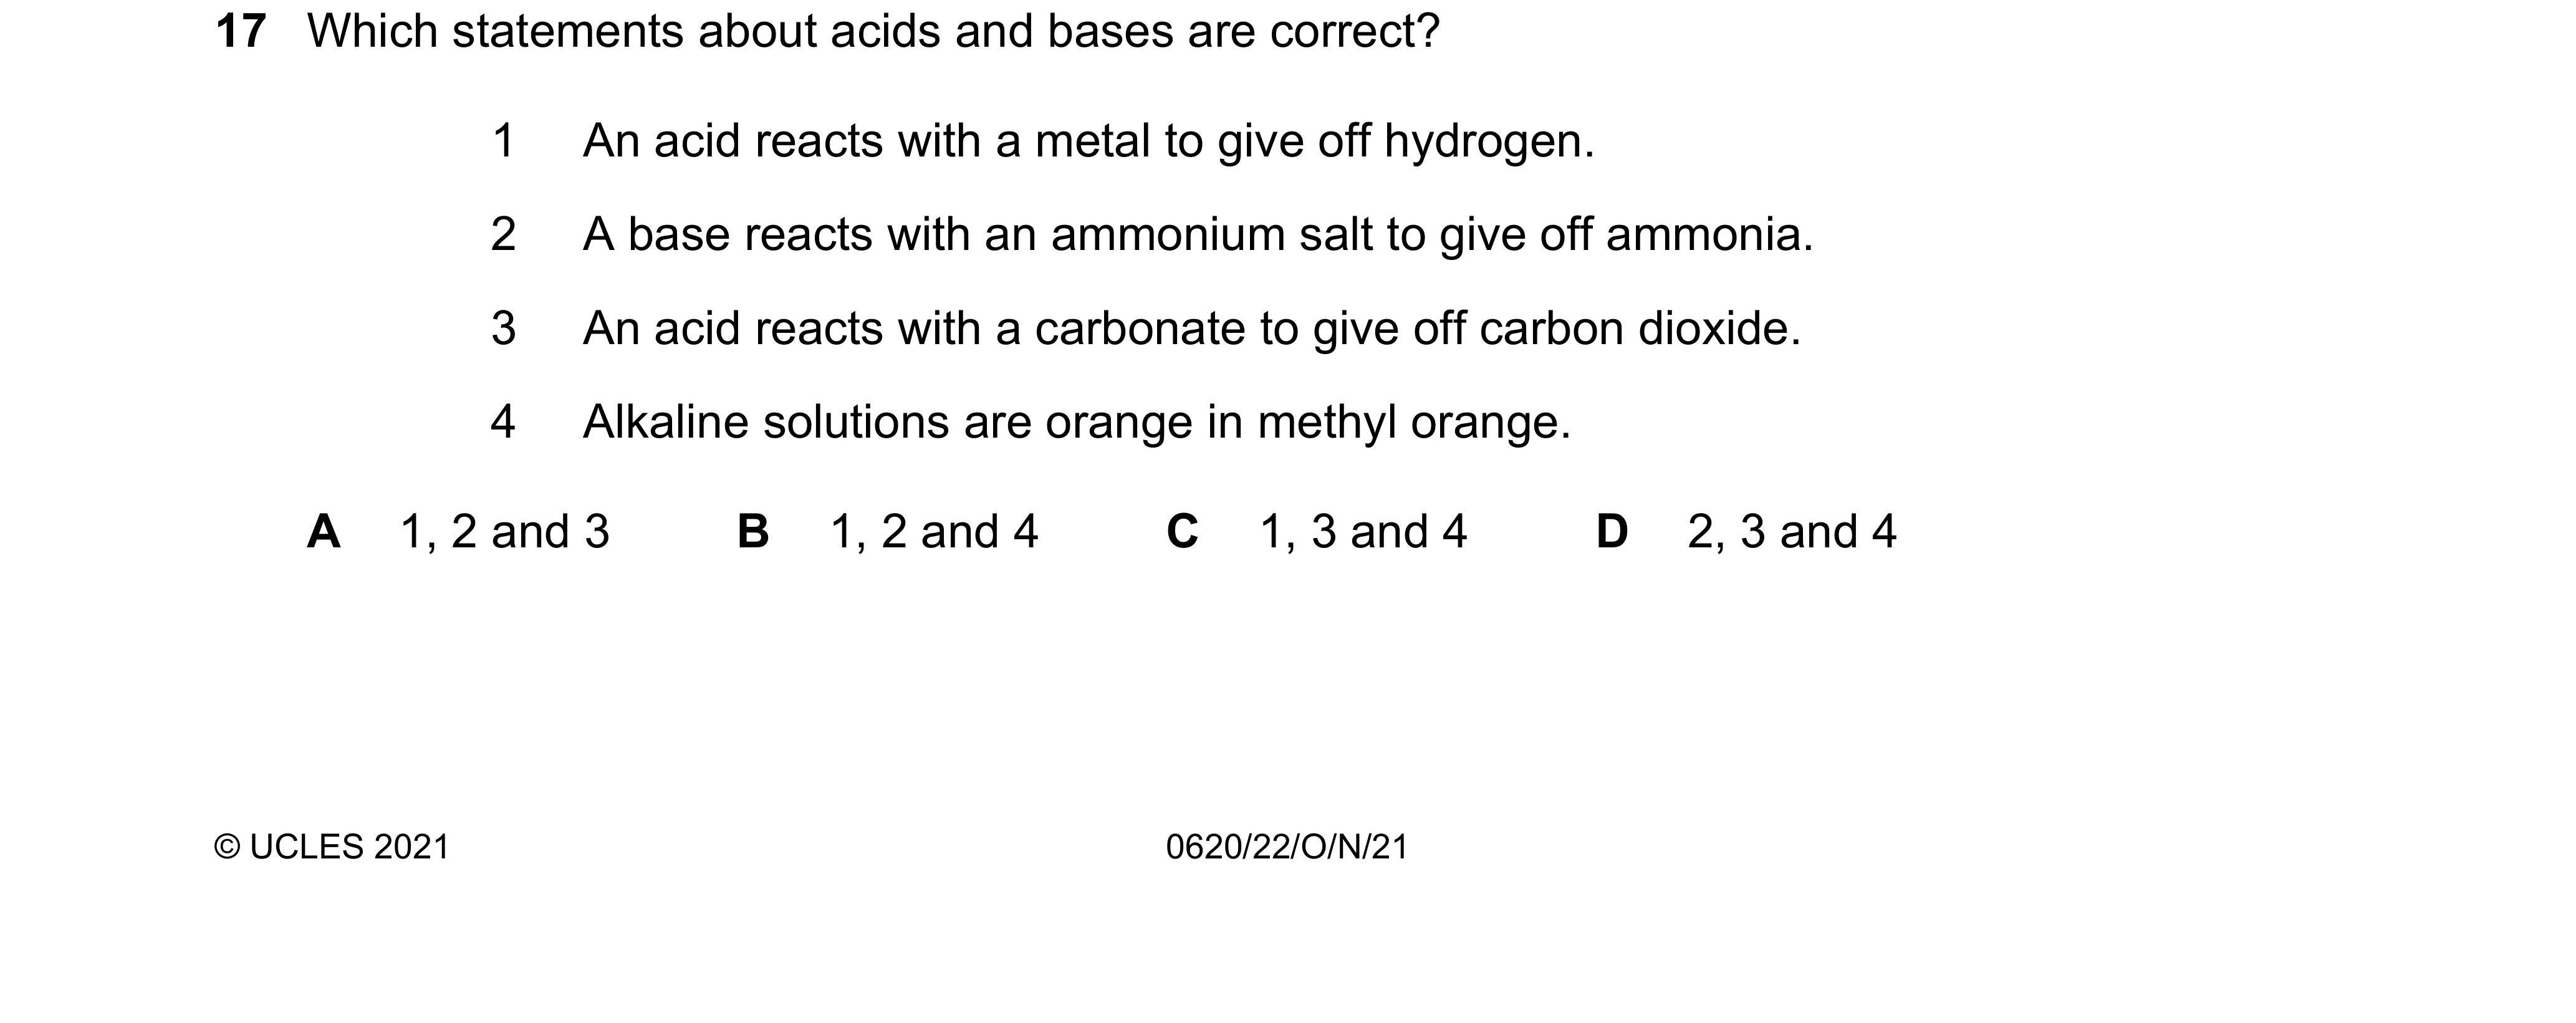 17 Which statements about acids and bases are correct?
1 An acid reacts with a metal to give off hydrogen.
2 A base reacts with an ammonium salt to give off ammonia.
3 An acid reacts with a carbonate to give off carbon dioxide.
4 Alkaline solutions are orange in methyl orange.
A 1, 2 and 3 B 1, 2 and 4 C 1, 3 and 4 D 2, 3 and 4
© UCLES 2021 0620/22/O/N/21